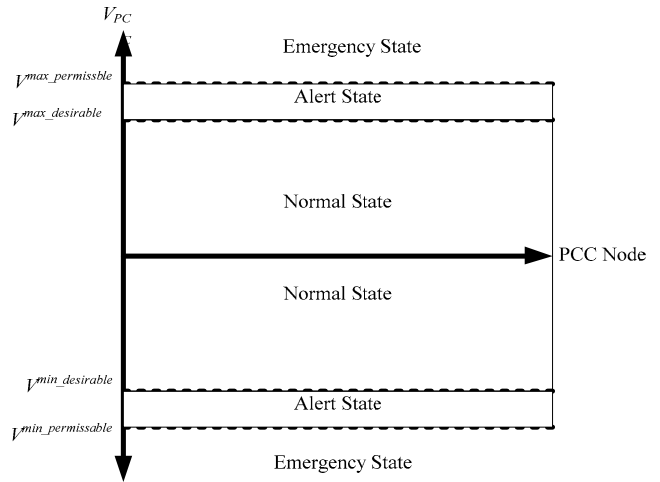 V_PC
Emergency State
V^max_permissble
Alert State
V^max_desirable
Normal State
PCC Node
Normal State
V^min_desirable
Alert State
V^min_permissable
Emergency State